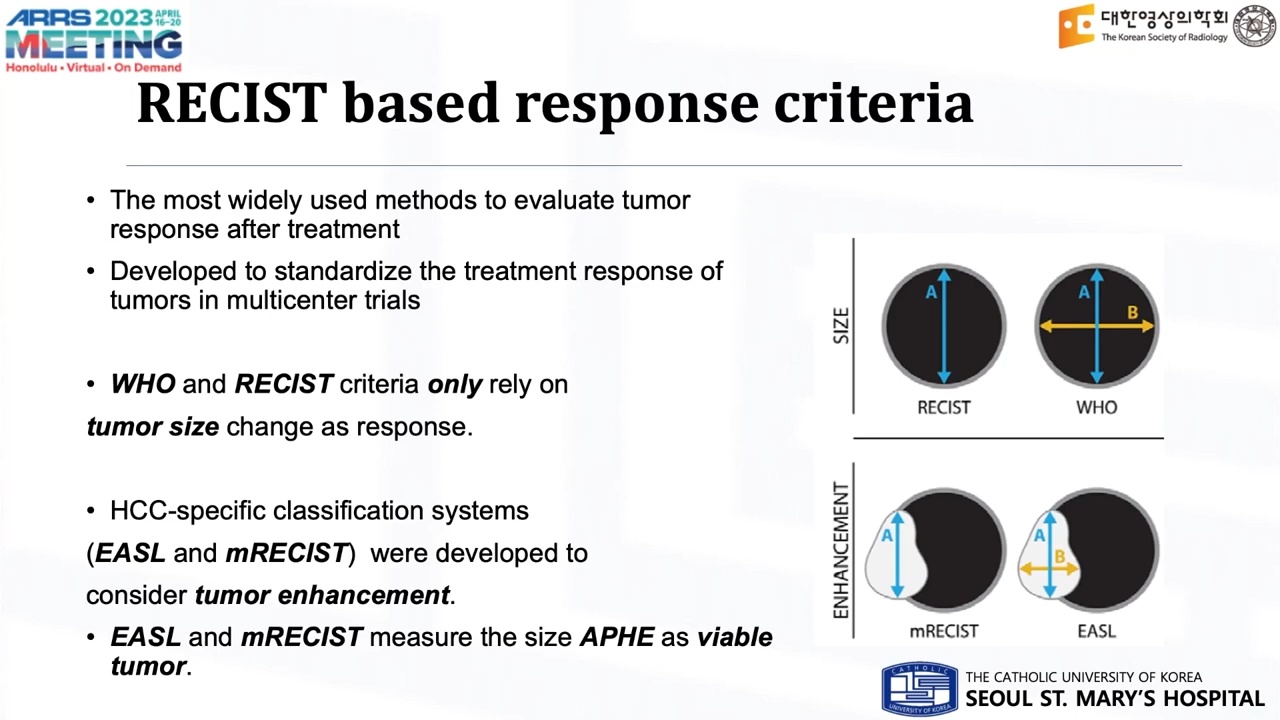 ARRS 2023 APRIL 16–20
MEETING
Honolulu • Virtual • On Demand
대한영상의학회
The Korean Society of Radiology
RECIST based response criteria
• The most widely used methods to evaluate tumor
response after treatment
• Developed to standardize the treatment response of
tumors in multicenter trials
• WHO and RECIST criteria only rely on
tumor size change as response.
• HCC-specific classification systems
(EASL and mRECIST) were developed to
consider tumor enhancement.
• EASL and mRECIST measure the size APHE as viable
tumor.
SIZE
A
RECIST
A
B
WHO
ENHANCEMENT
A
mRECIST
A
B
EASL
CATHOLIC
UNIVERSITY OF KOREA
THE CATHOLIC UNIVERSITY OF KOREA
SEOUL ST. MARY'S HOSPITAL